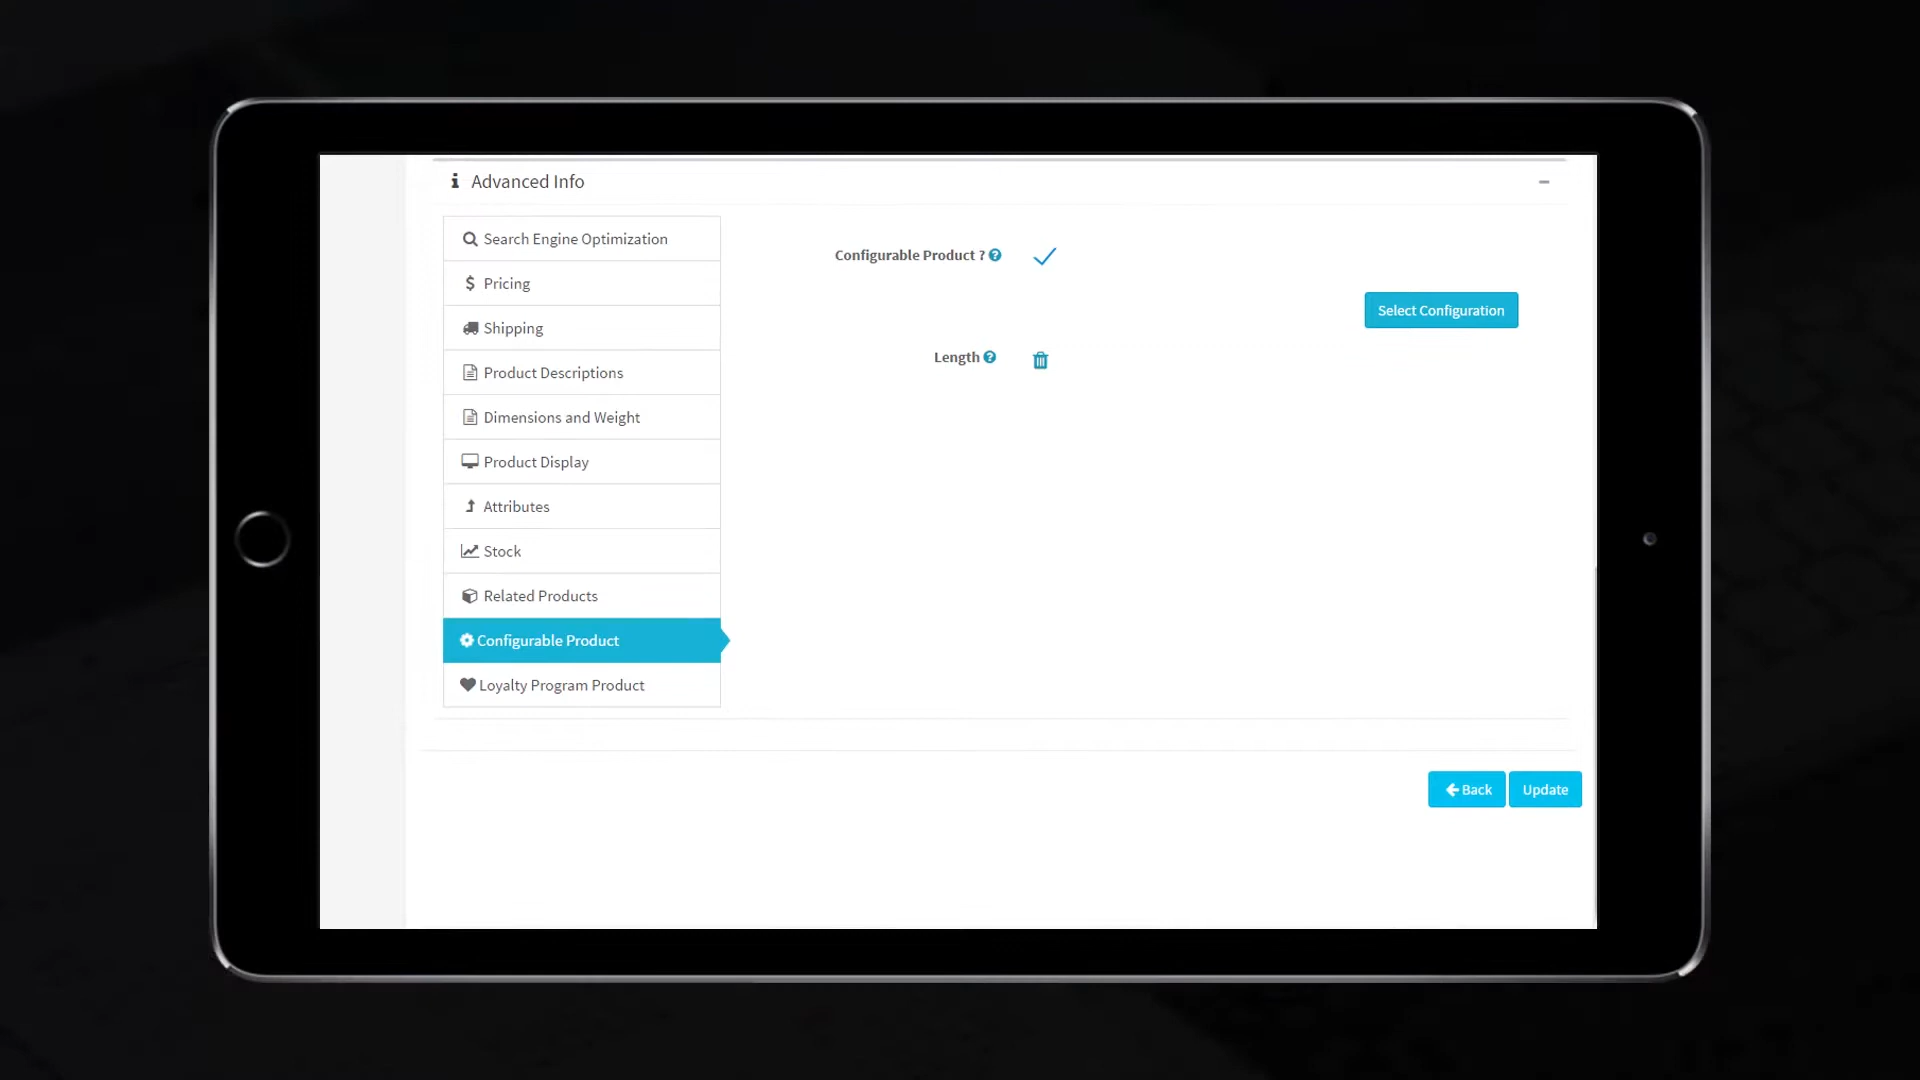 Advanced Info
Search Engine Optimization
Pricing
Shipping
Product Descriptions
Dimensions and Weight
Product Display
Attributes
Stock
Related Products
Configurable Product
Loyalty Program Product
Configurable Product ?
Select Configuration
Length
Back
Update